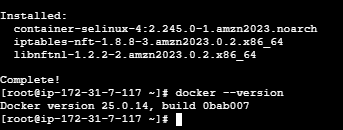 Installed:
  container-selinux-4:2.245.0-1.amzn2023.noarch
  iptables-nft-1.8.8-3.amzn2023.0.2.x86_64
  libnftnl-1.2.2-2.amzn2023.0.2.x86_64

Complete!
[root@ip-172-31-7-117 ~]# docker --version
Docker version 25.0.14, build 0bab007
[root@ip-172-31-7-117 ~]#